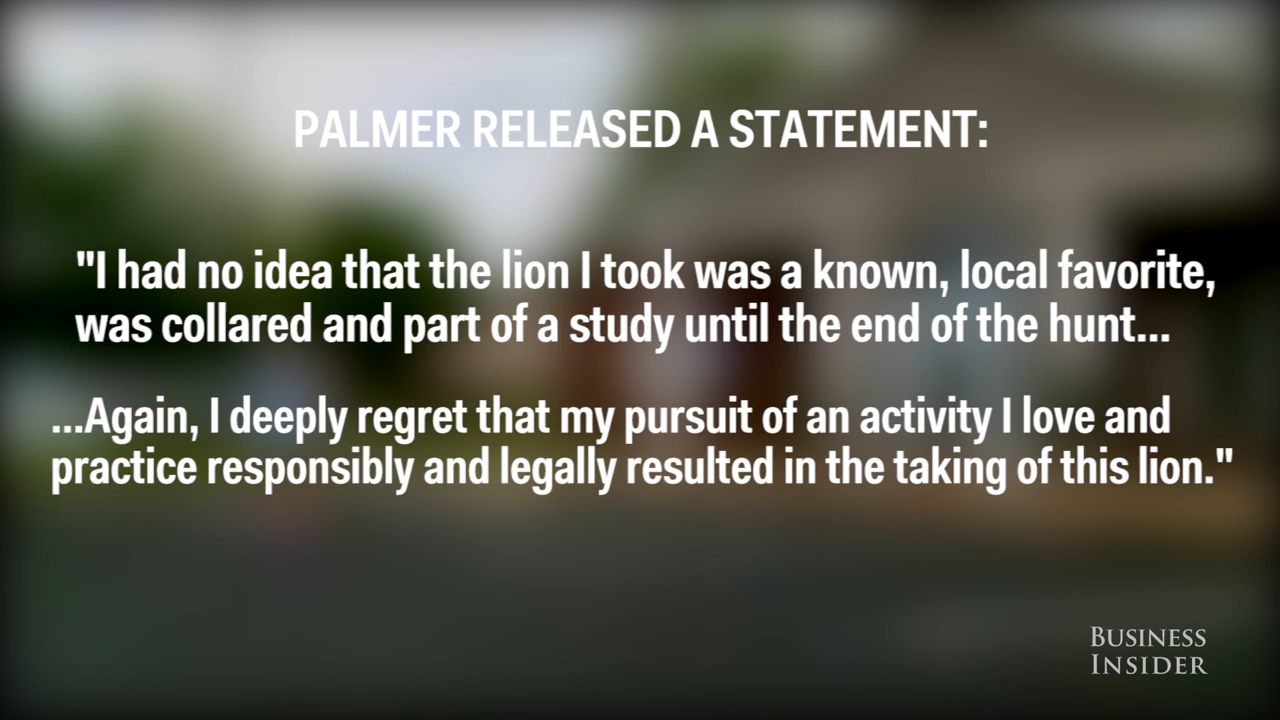 PALMER RELEASED A STATEMENT:
"I had no idea that the lion I took was a known, local favorite,
was collared and part of a study until the end of the hunt...
...Again, I deeply regret that my pursuit of an activity I love and
practice responsibly and legally resulted in the taking of this lion."
BUSINESS
INSIDER